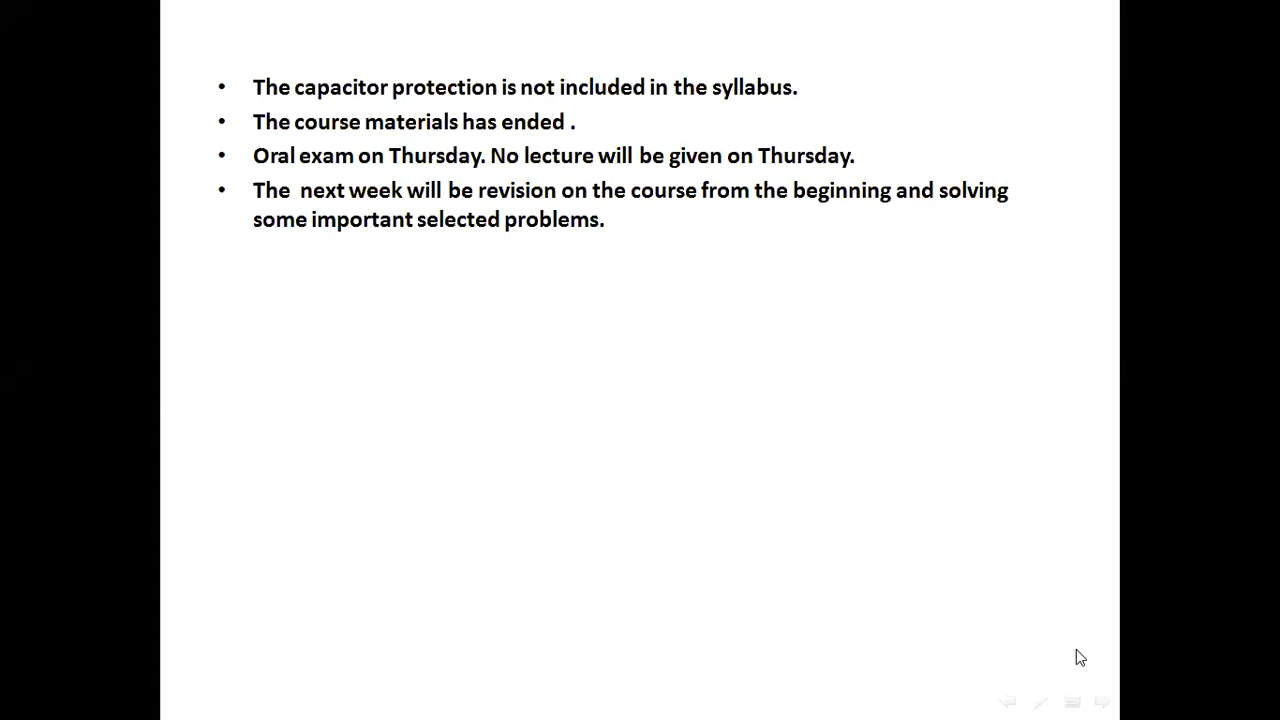 • The capacitor protection is not included in the syllabus.
• The course materials has ended .
• Oral exam on Thursday. No lecture will be given on Thursday.
• The  next week will be revision on the course from the beginning and solving
some important selected problems.